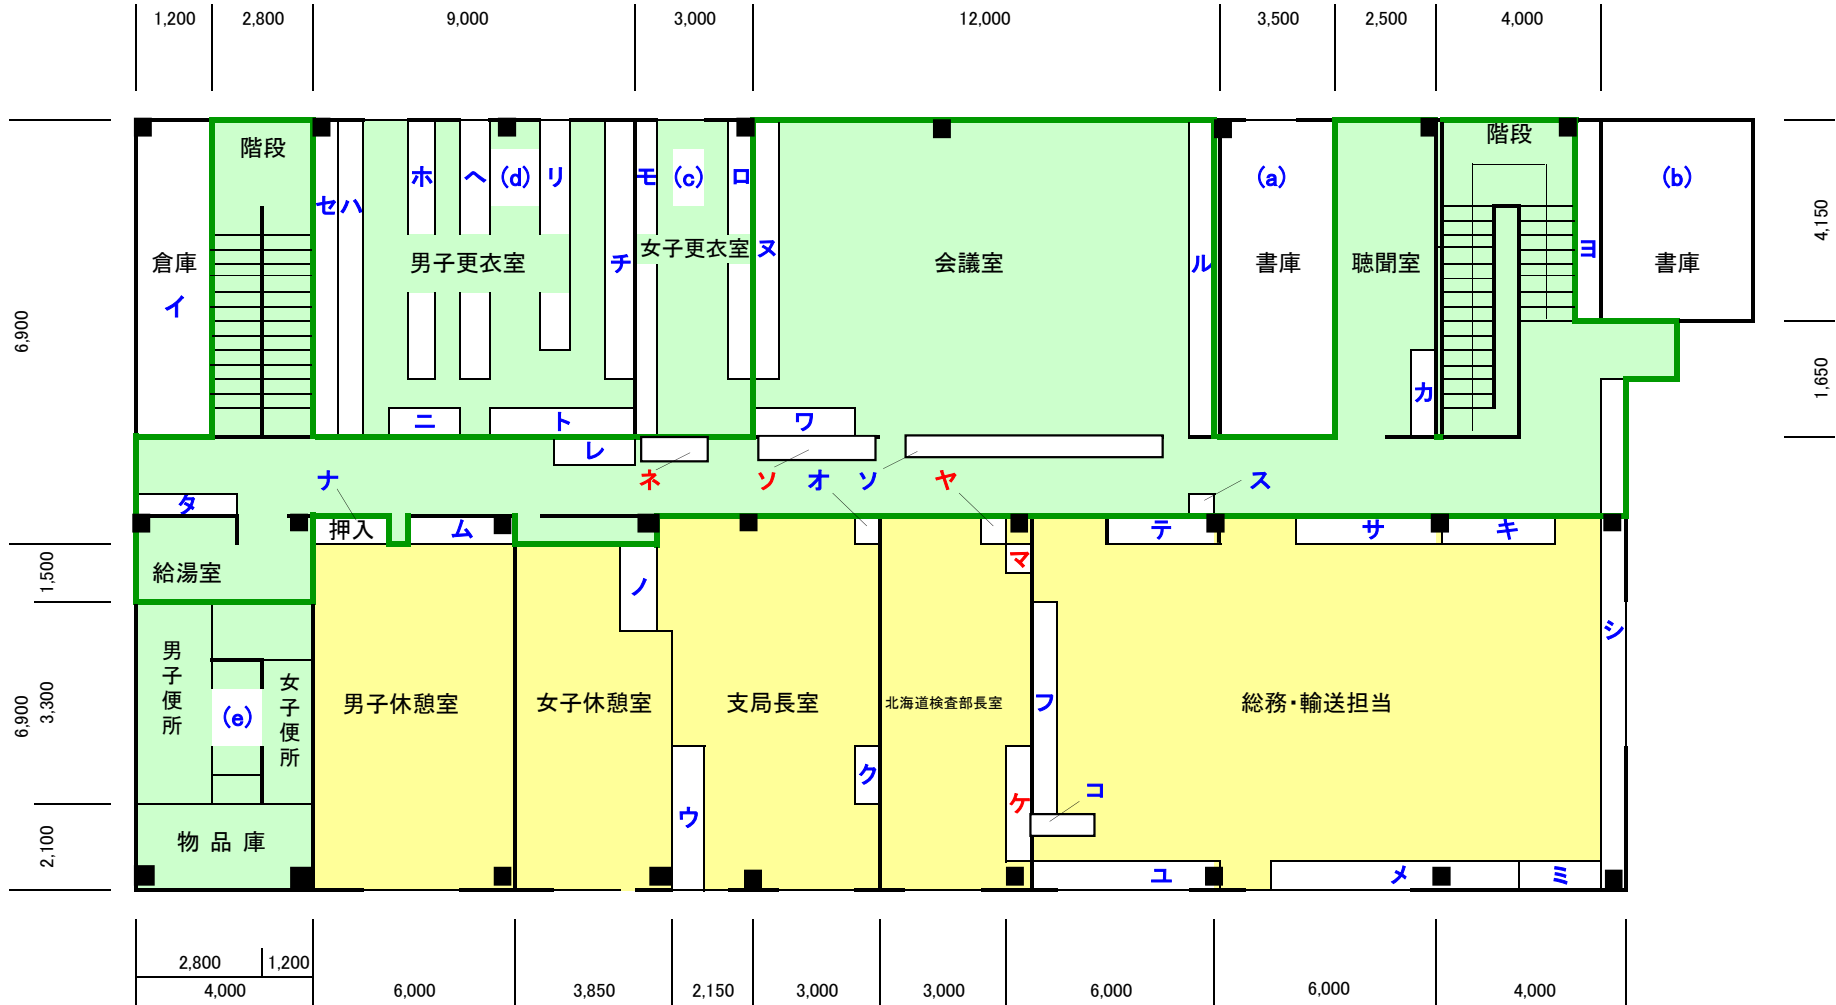 1,200 2,800 9,000 3,000 12,000 3,500 2,500 4,000
階段 階段
ホ ヘ (d) リ モ (c) ロ (a) (b)
セ ハ
4,150
倉庫 男子更衣室 チ 女子更衣室 ヌ 会議室 ル 書庫 聴聞室 ヨ 書庫
イ
6,900
1,650
ニ ト ワ カ
レ
ナ ネ ソ オ ソ ヤ ス
タ
押入 ム テ サ キ
マ
1,500
給湯室 ノ
シ
男子便所
女子便所
6,900
3,300
(e) 男子休憩室 女子休憩室 支局長室 北海道検査部長室 フ 総務・輸送担当
ク
ケ コ
ウ
2,100
物品庫
ユ メ ミ
2,800 1,200
4,000 6,000 3,850 2,150 3,000 3,000 6,000 6,000 4,000